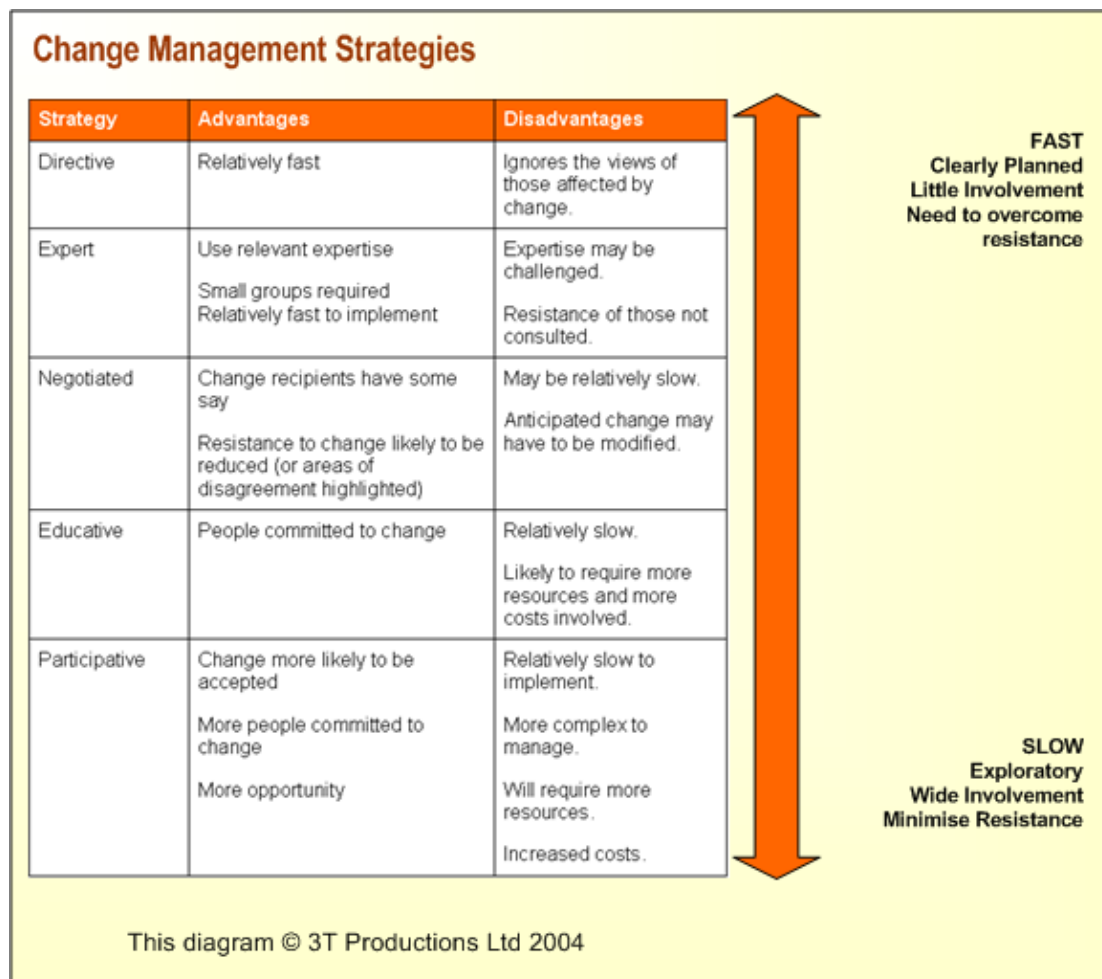 Change Management Strategies
Strategy
Advantages
Disadvantages
Directive
Relatively fast
Ignores the views of
those affected by
change.
Expert
Use relevant expertise
Small groups required
Relatively fast to implement
Expertise may be
challenged.
Resistance of those not
consulted.
Negotiated
Change recipients have some
say
Resistance to change likely to be
reduced (or areas of
disagreement highlighted)
May be relatively slow.
Anticipated change may
have to be modified.
Educative
People committed to change
Relatively slow.
Likely to require more
resources and more
costs involved.
Participative
Change more likely to be
accepted
More people committed to
change
More opportunity
Relatively slow to
implement.
More complex to
manage.
Will require more
resources.
Increased costs.
FAST
Clearly Planned
Little Involvement
Need to overcome
resistance
SLOW
Exploratory
Wide Involvement
Minimise Resistance
This diagram © 3T Productions Ltd 2004